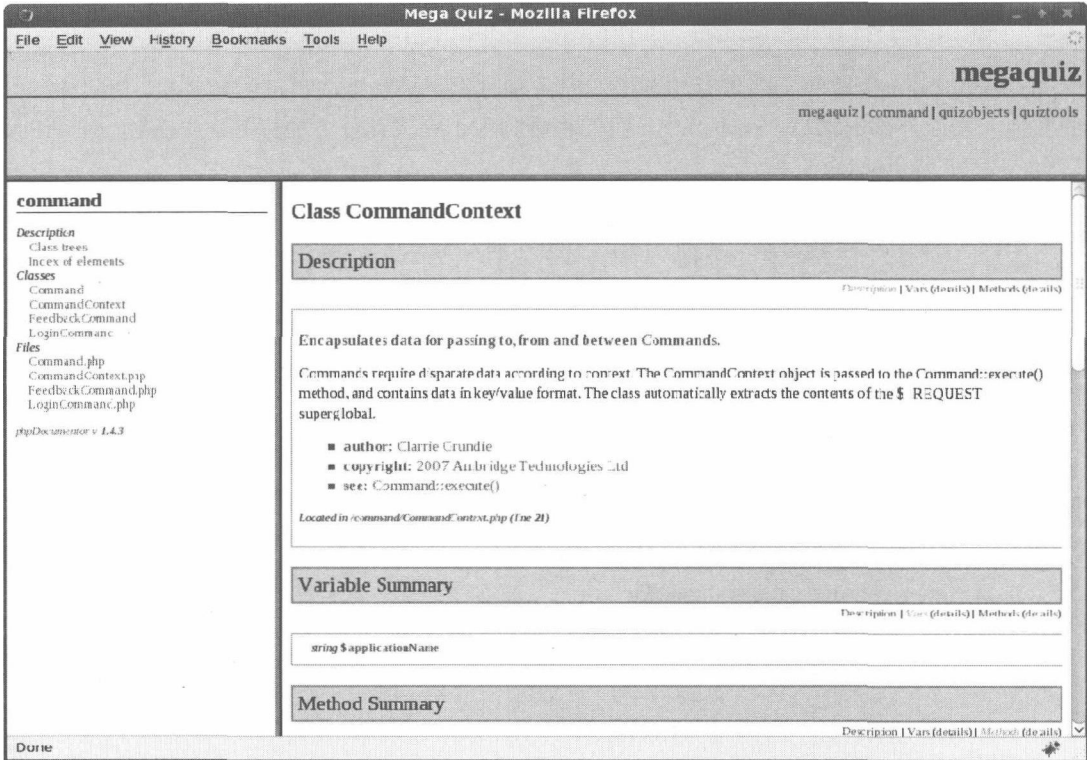 Mega Quiz - Mozilla Firefox
File Edit View History Bookmarks Tools Help
megaquiz
megaquiz | command | quizobjects | quiztools
command
Description
Class trees
Index of elements
Classes
Command
CommandContext
FeedbackCommand
LoginCommand
Files
Command.php
CommandContext.php
FeedbackCommand.php
LoginCommand.php
phpDocumentor v 1.4.3
Class CommandContext
Description
Description | Vars (details) | Methods (details)
Encapsulates data for passing to, from and between Commands.
Commands require disparate data according to context. The CommandContext object is passed to the Command::execute()
method, and contains data in key/value format. The class automatically extracts the contents of the $_REQUEST
superglobal.
■ author: Clarrie Crundie
■ copyright: 2007 Ambridge Technologies Ltd
■ see: Command::execute()
Located in /command/CommandContext.php (line 21)
Variable Summary
Description | Vars (details) | Methods (details)
string $applicationName
Method Summary
Description | Vars (details) | Methods (details)
Done